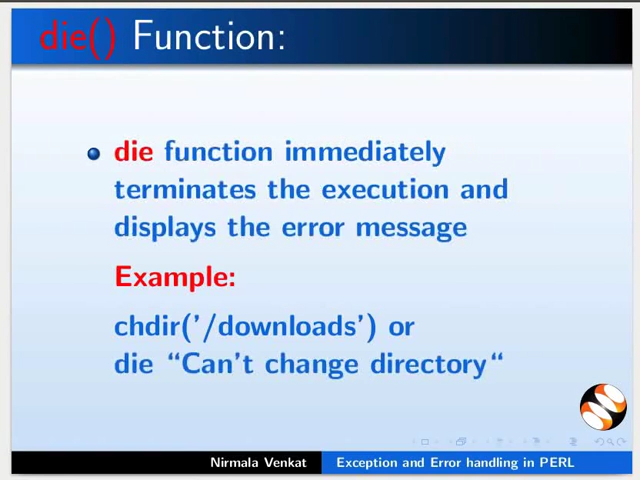 die() Function:
die function immediately
terminates the execution and
displays the error message
Example:
chdir('/downloads') or
die “Can't change directory“
Nirmala Venkat Exception and Error handling in PERL